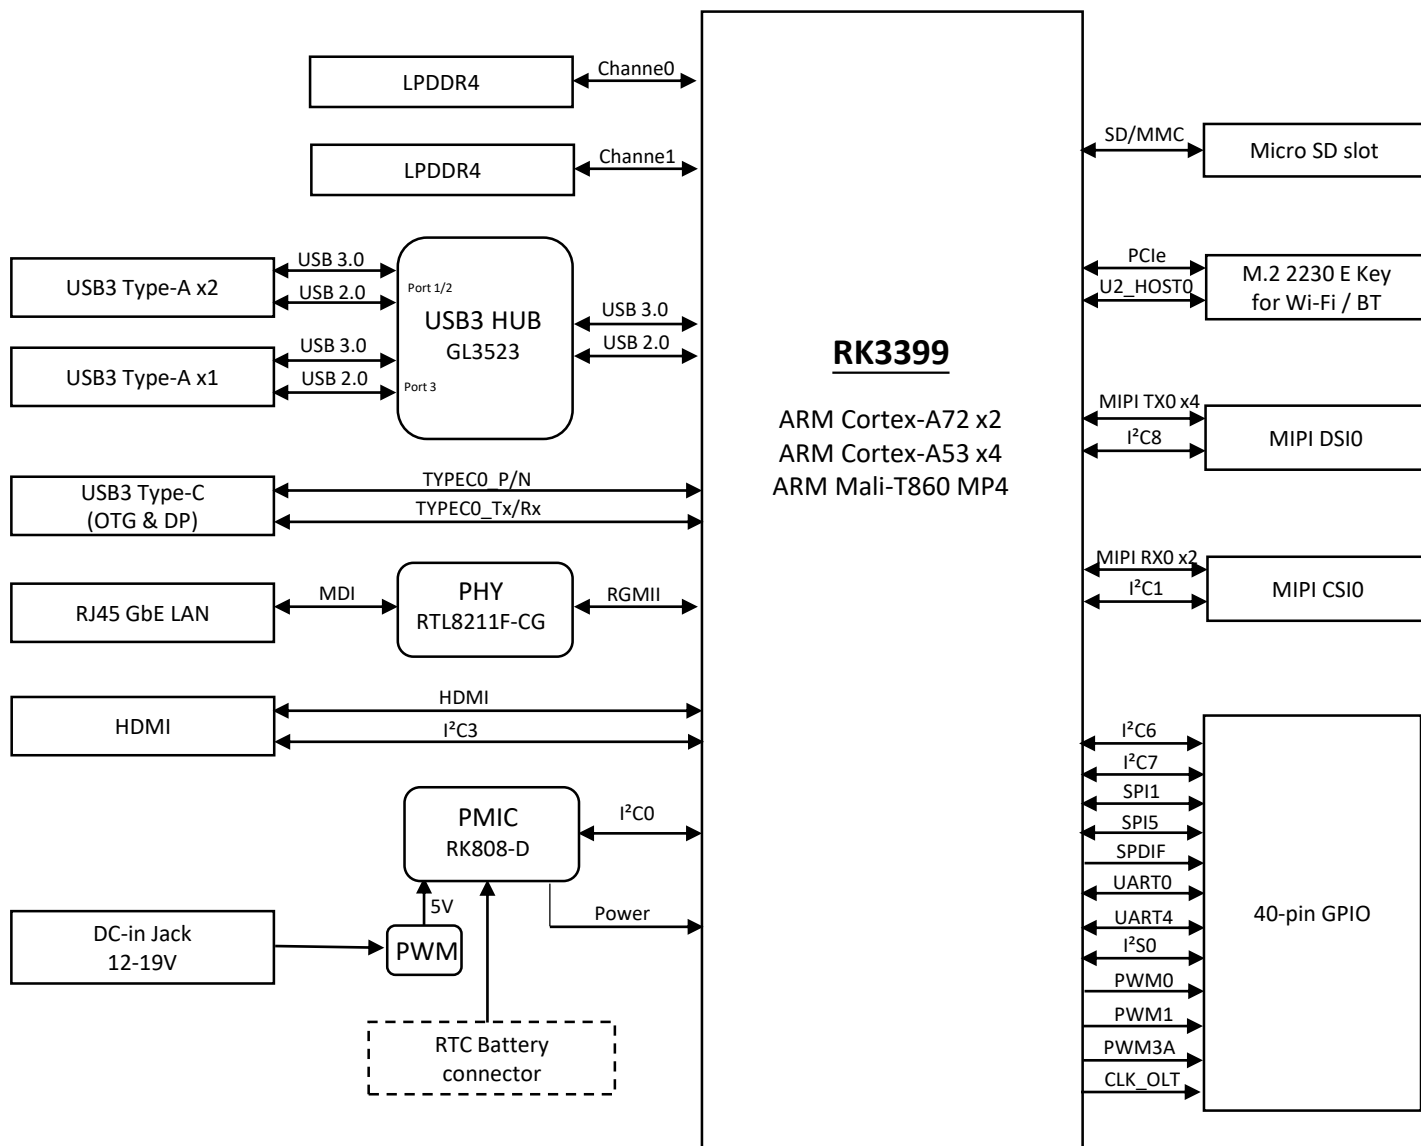 LPDDR4
Channe0
LPDDR4
Channe1
USB3 Type-A x2
USB 3.0
USB 2.0
USB3 Type-A x1
USB 3.0
USB 2.0
Port 1/2
USB3 HUB
GL3523
Port 3
USB 3.0
USB 2.0
USB3 Type-C
(OTG & DP)
TYPEC0_P/N
TYPEC0_Tx/Rx
RJ45 GbE LAN
MDI
PHY
RTL8211F-CG
RGMII
HDMI
HDMI
I²C3
PMIC
RK808-D
I²C0
DC-in Jack
12-19V
5V
PWM
Power
RTC Battery
connector
RK3399
ARM Cortex-A72 x2
ARM Cortex-A53 x4
ARM Mali-T860 MP4
SD/MMC
Micro SD slot
PCIe
U2_HOST0
M.2 2230 E Key
for Wi-Fi / BT
MIPI TX0 x4
I²C8
MIPI DSI0
MIPI RX0 x2
I²C1
MIPI CSI0
I²C6
I²C7
SPI1
SPI5
SPDIF
UART0
UART4
I²S0
PWM0
PWM1
PWM3A
CLK_OLT
40-pin GPIO